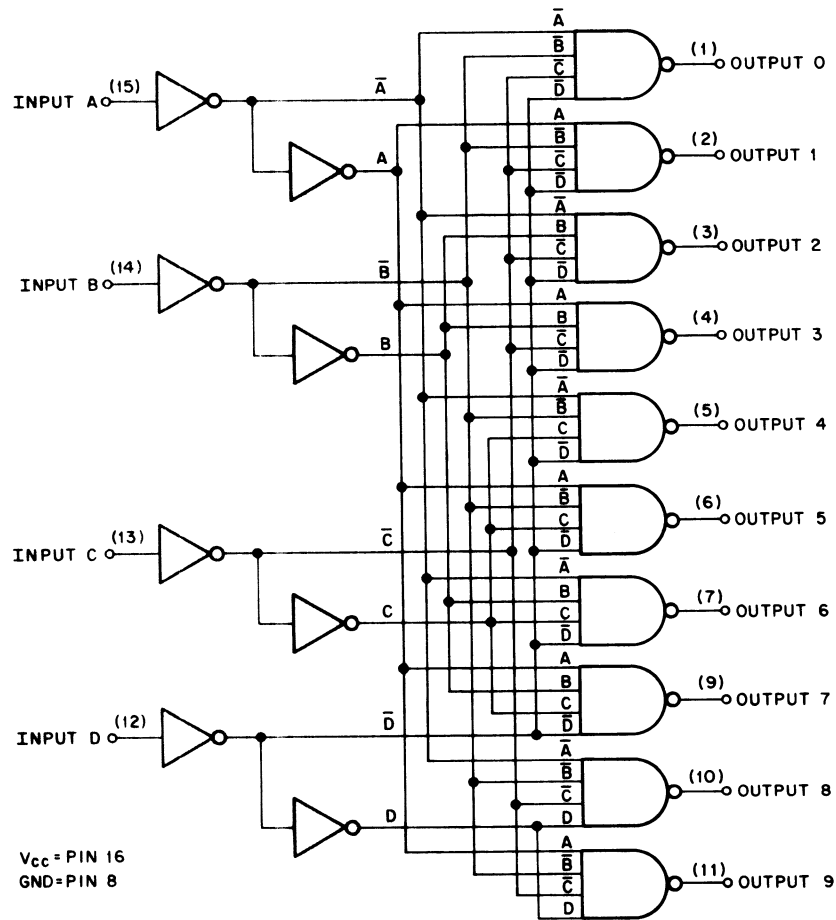 A̅
B̅
C̅
D̅
(1)
OUTPUT 0
INPUT A
(15)
A̅
A
A
B̅
C̅
D̅
(2)
OUTPUT 1
A̅
B
C̅
D̅
(3)
OUTPUT 2
INPUT B
(14)
B̅
B
A
B
C̅
D̅
(4)
OUTPUT 3
A̅
B̅
C
D̅
(5)
OUTPUT 4
A
B̅
C
D̅
(6)
OUTPUT 5
INPUT C
(13)
C̅
C
A̅
B
C
D̅
(7)
OUTPUT 6
A
B
C
D̅
(9)
OUTPUT 7
INPUT D
(12)
D̅
D
A̅
B̅
C̅
D
(10)
OUTPUT 8
A
B̅
C̅
D
(11)
OUTPUT 9
VCC = PIN 16
GND = PIN 8